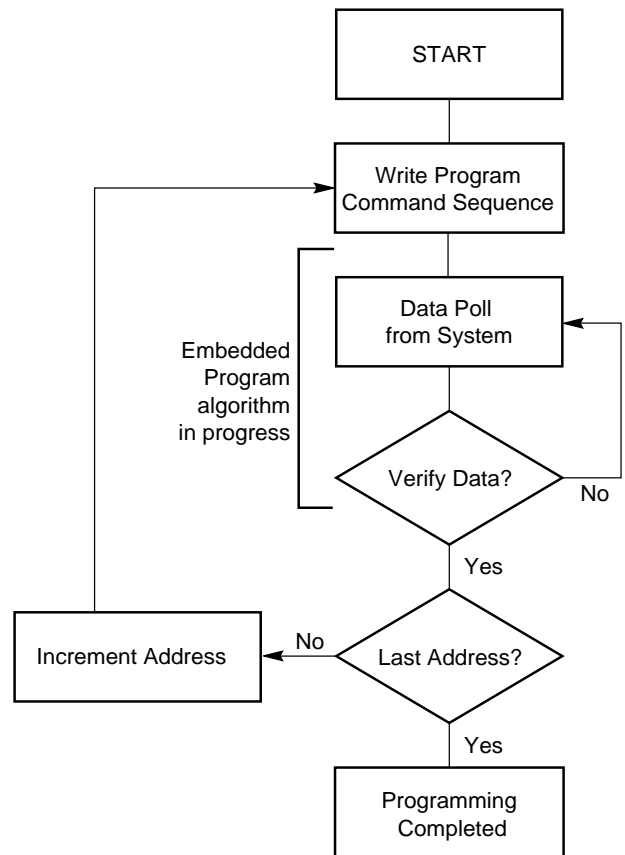 START
Write Program
Command Sequence
Data Poll
from System
Embedded
Program
algorithm
in progress
Verify Data?
No
Yes
Increment Address
No
Last Address?
Yes
Programming
Completed